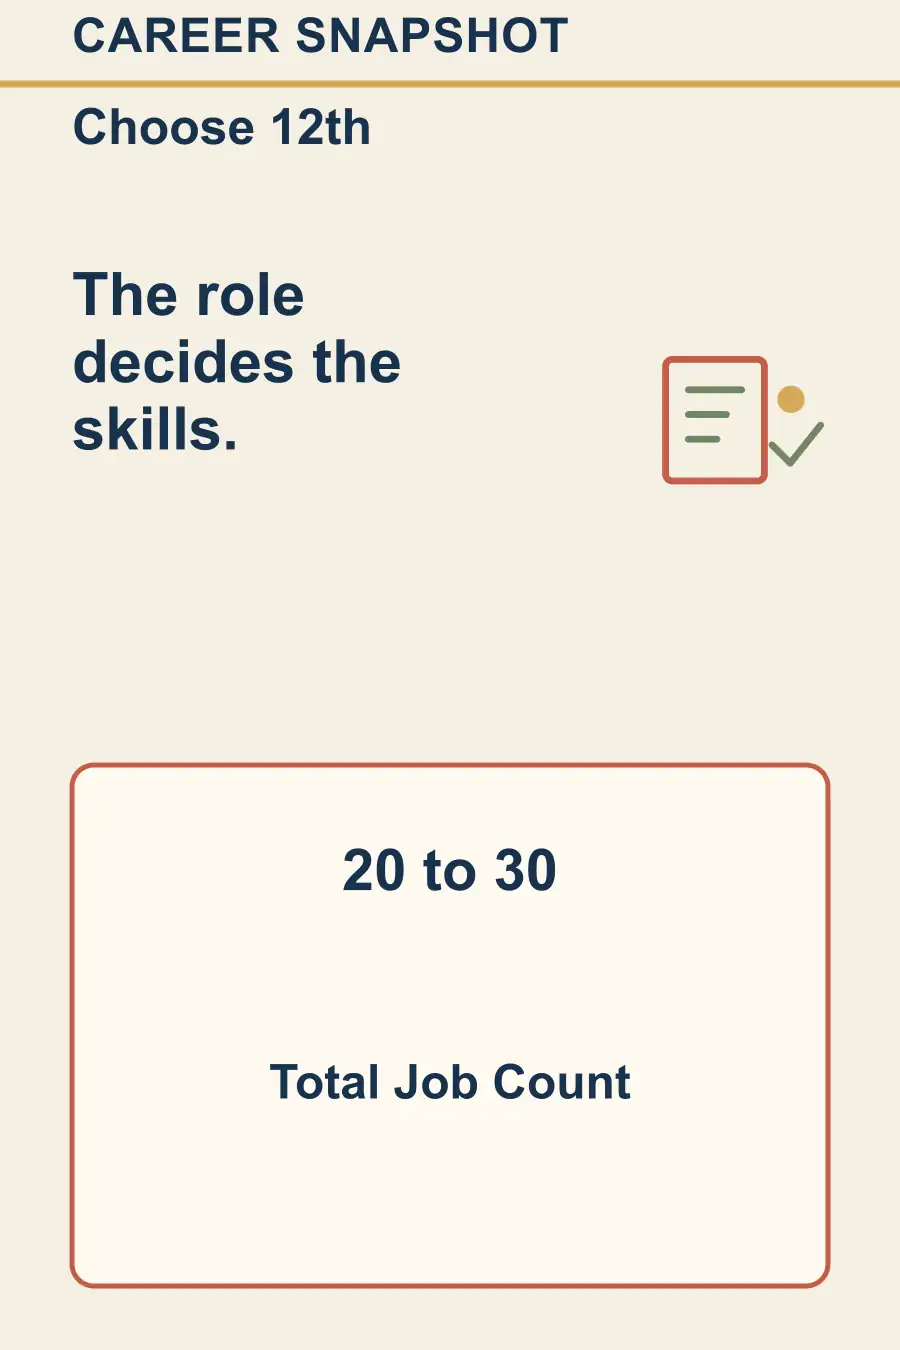 CAREER SNAPSHOT
Choose 12th
The role
decides the
skills.
20 to 30
Total Job Count